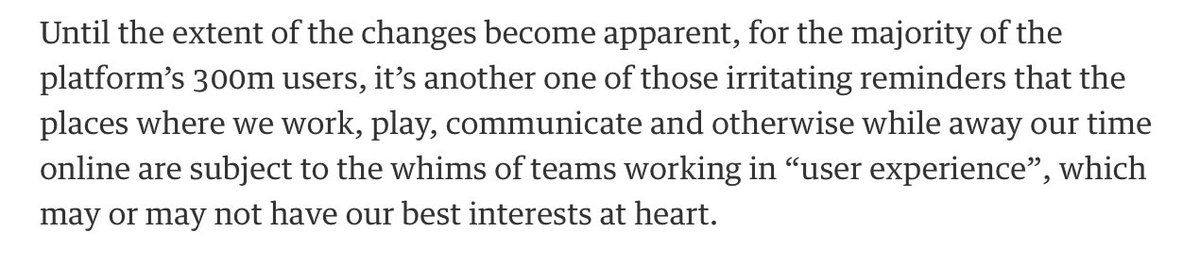 Until the extent of the changes become apparent, for the majority of the
platform’s 300m users, it’s another one of those irritating reminders that the
places where we work, play, communicate and otherwise while away our time
online are subject to the whims of teams working in “user experience”, which
may or may not have our best interests at heart.